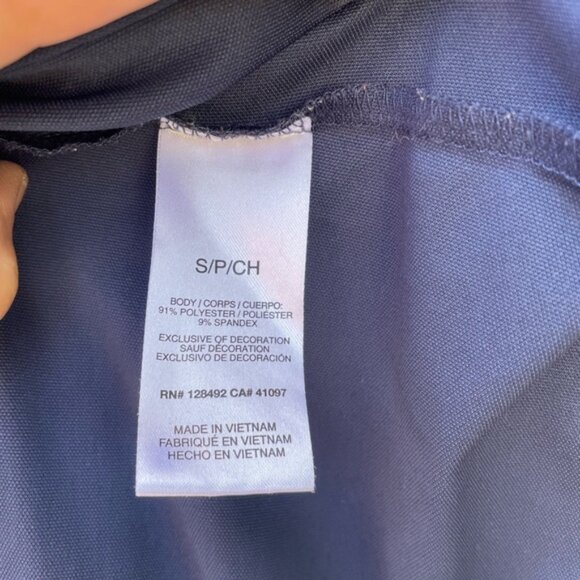 S/P/CH
BODY / CORPS / CUERPO:
91% POLYESTER / POLIÉSTER
9% SPANDEX
EXCLUSIVE OF DECORATION
SAUF DÉCORATION
EXCLUSIVO DE DECORACIÓN
RN# 128492 CA# 41097
MADE IN VIETNAM
FABRIQUÉ EN VIETNAM
HECHO EN VIETNAM